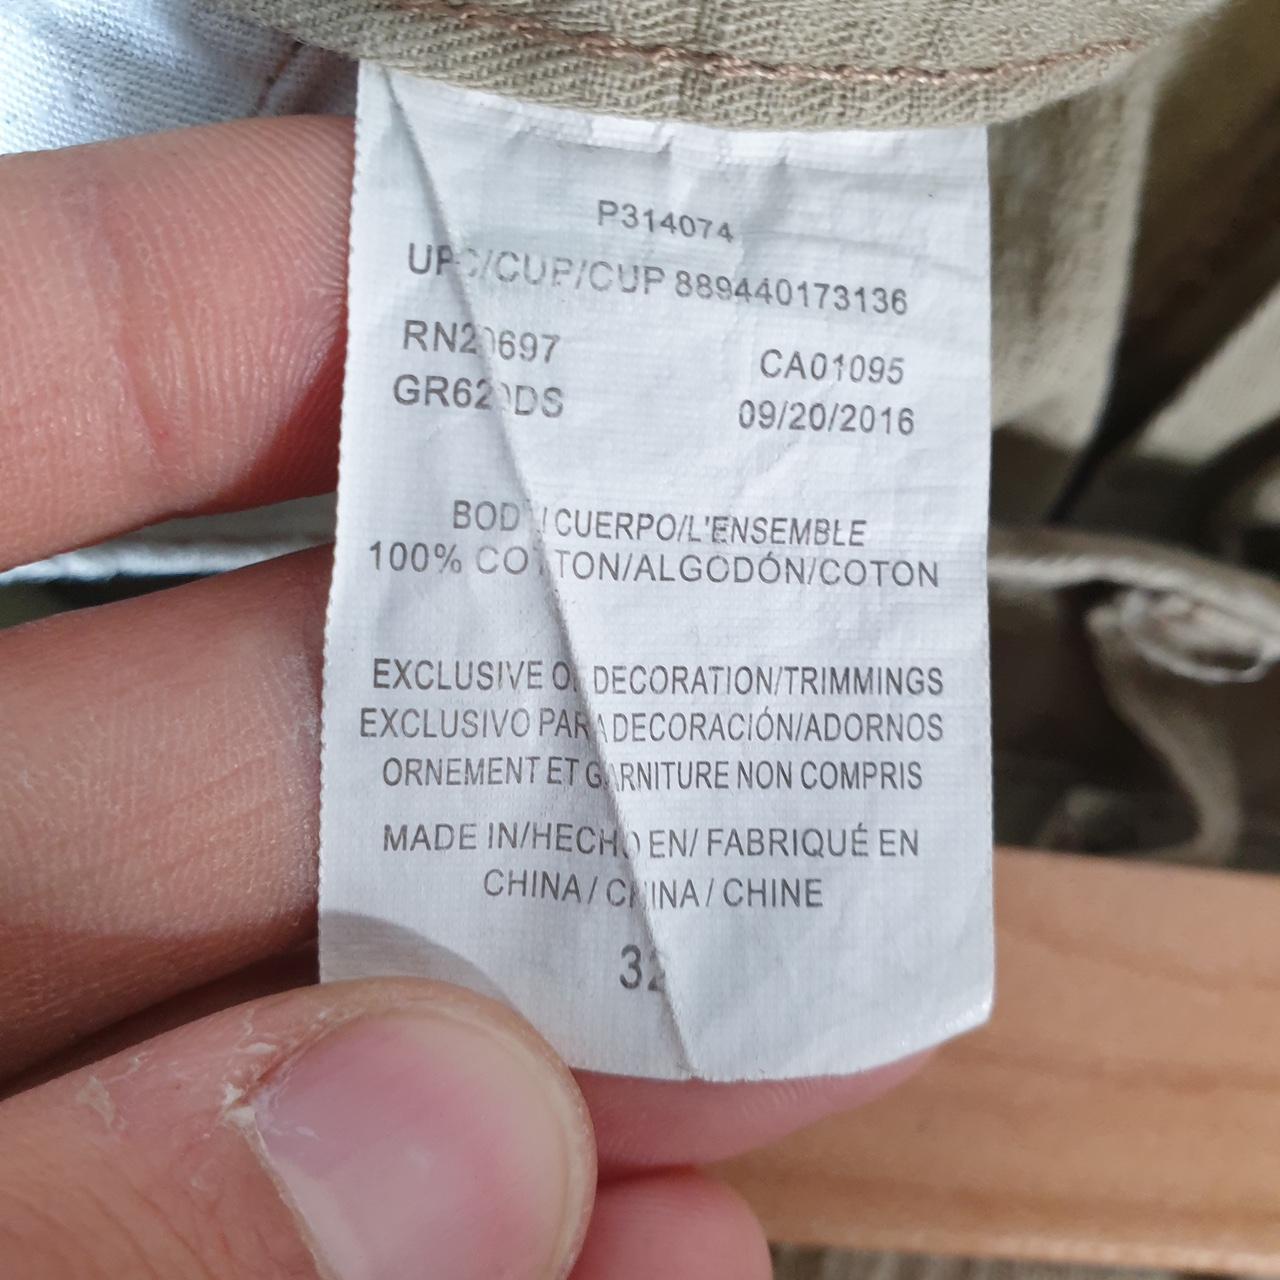 P314074
UPC/CUP/CUP 889440173136
RN20697
CA01095
GR620DS
09/20/2016
BODY/CUERPO/L'ENSEMBLE
100% COTTON/ALGODÓN/COTON
EXCLUSIVE OF DECORATION/TRIMMINGS
EXCLUSIVO PARA DECORACIÓN/ADORNOS
ORNEMENT ET GARNITURE NON COMPRIS
MADE IN/HECHO EN/ FABRIQUÉ EN
CHINA / CHINA / CHINE
32